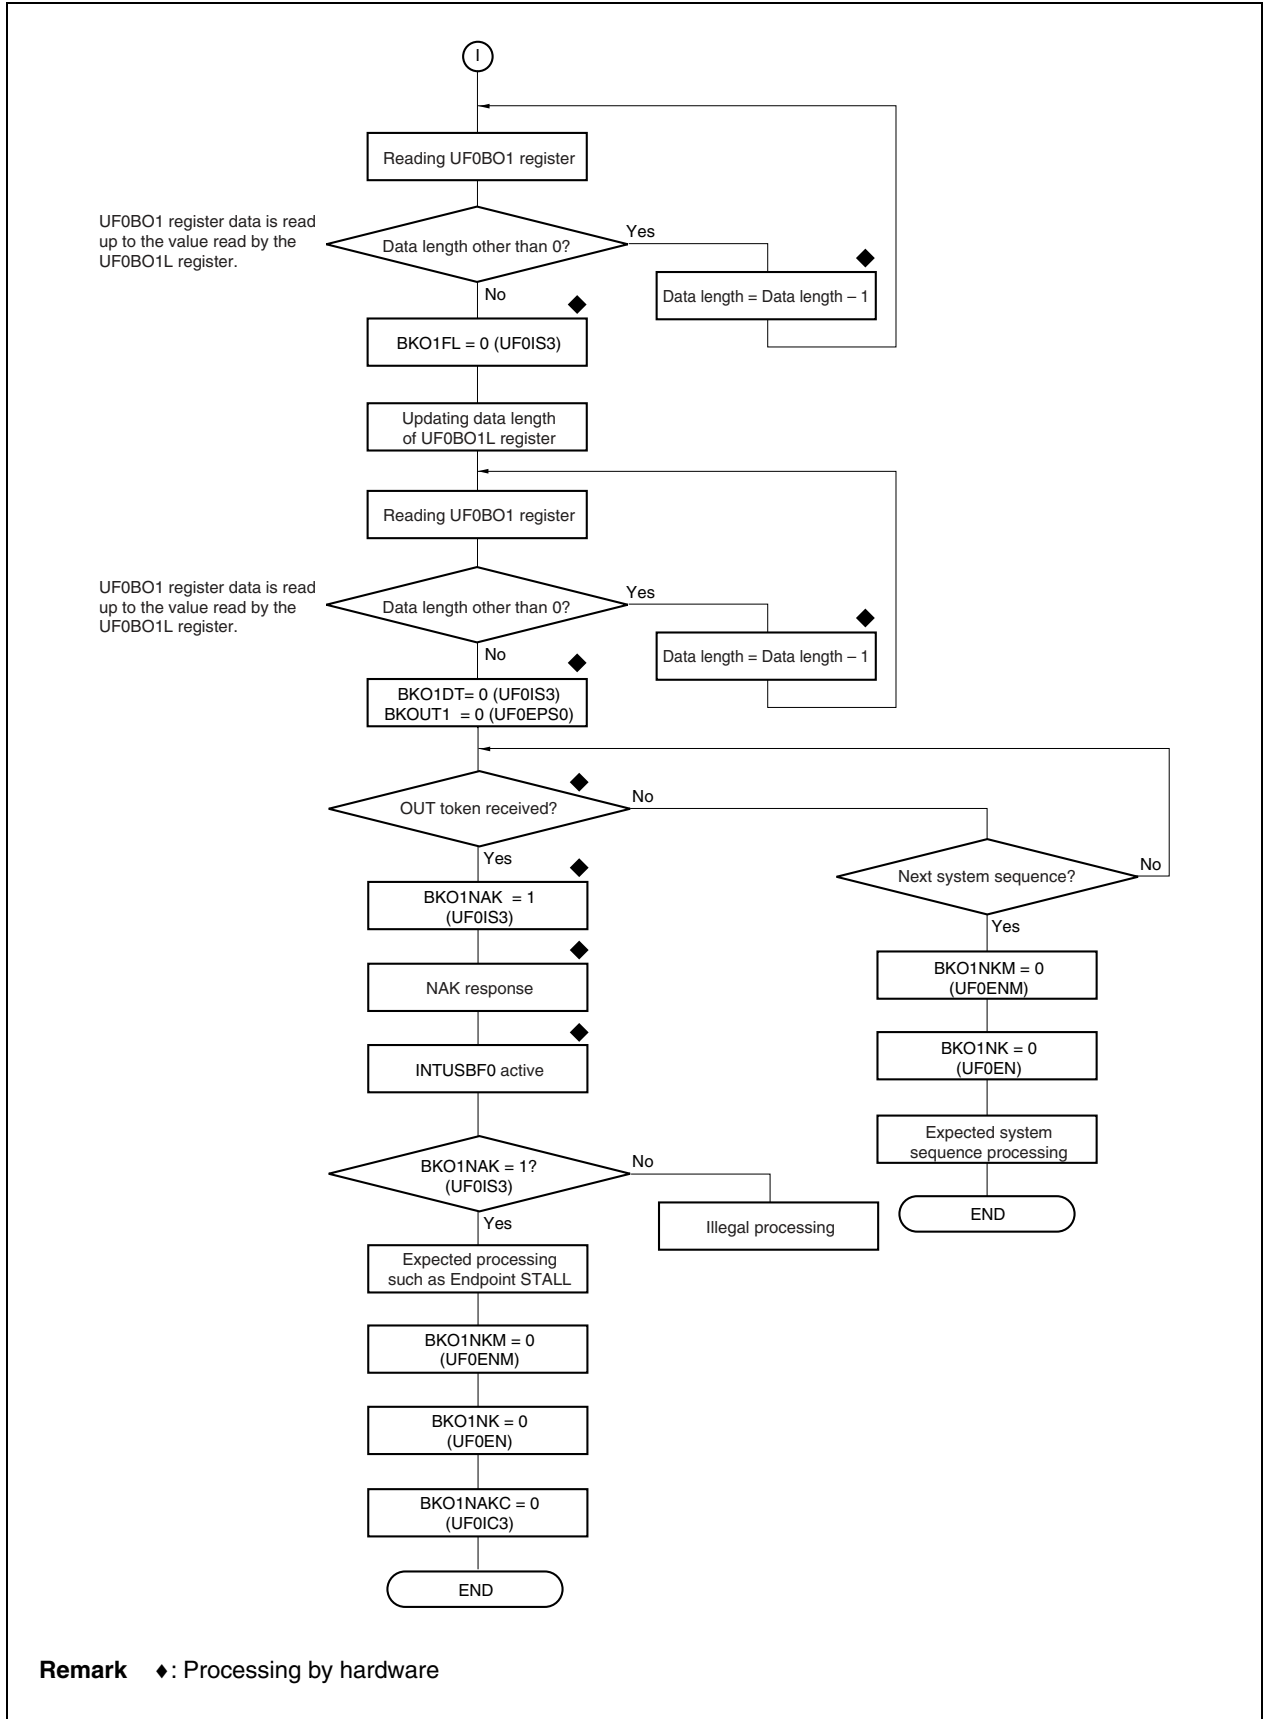 I
Reading UF0BO1 register
UF0BO1 register data is read
up to the value read by the
UF0BO1L register.
Data length other than 0?
Yes
Data length = Data length – 1
No
BKO1FL = 0 (UF0IS3)
Updating data length
of UF0BO1L register
Reading UF0BO1 register
UF0BO1 register data is read
up to the value read by the
UF0BO1L register.
Data length other than 0?
Yes
Data length = Data length – 1
No
BKO1DT= 0 (UF0IS3)
BKOUT1 = 0 (UF0EPS0)
OUT token received?
No
Yes
Next system sequence?
No
Yes
BKO1NAK = 1
(UF0IS3)
NAK response
INTUSBF0 active
BKO1NKM = 0
(UF0ENM)
BKO1NK = 0
(UF0EN)
Expected system
sequence processing
END
BKO1NAK = 1?
(UF0IS3)
No
Illegal processing
Yes
Expected processing
such as Endpoint STALL
BKO1NKM = 0
(UF0ENM)
BKO1NK = 0
(UF0EN)
BKO1NAKC = 0
(UF0IC3)
END
Remark ♦: Processing by hardware